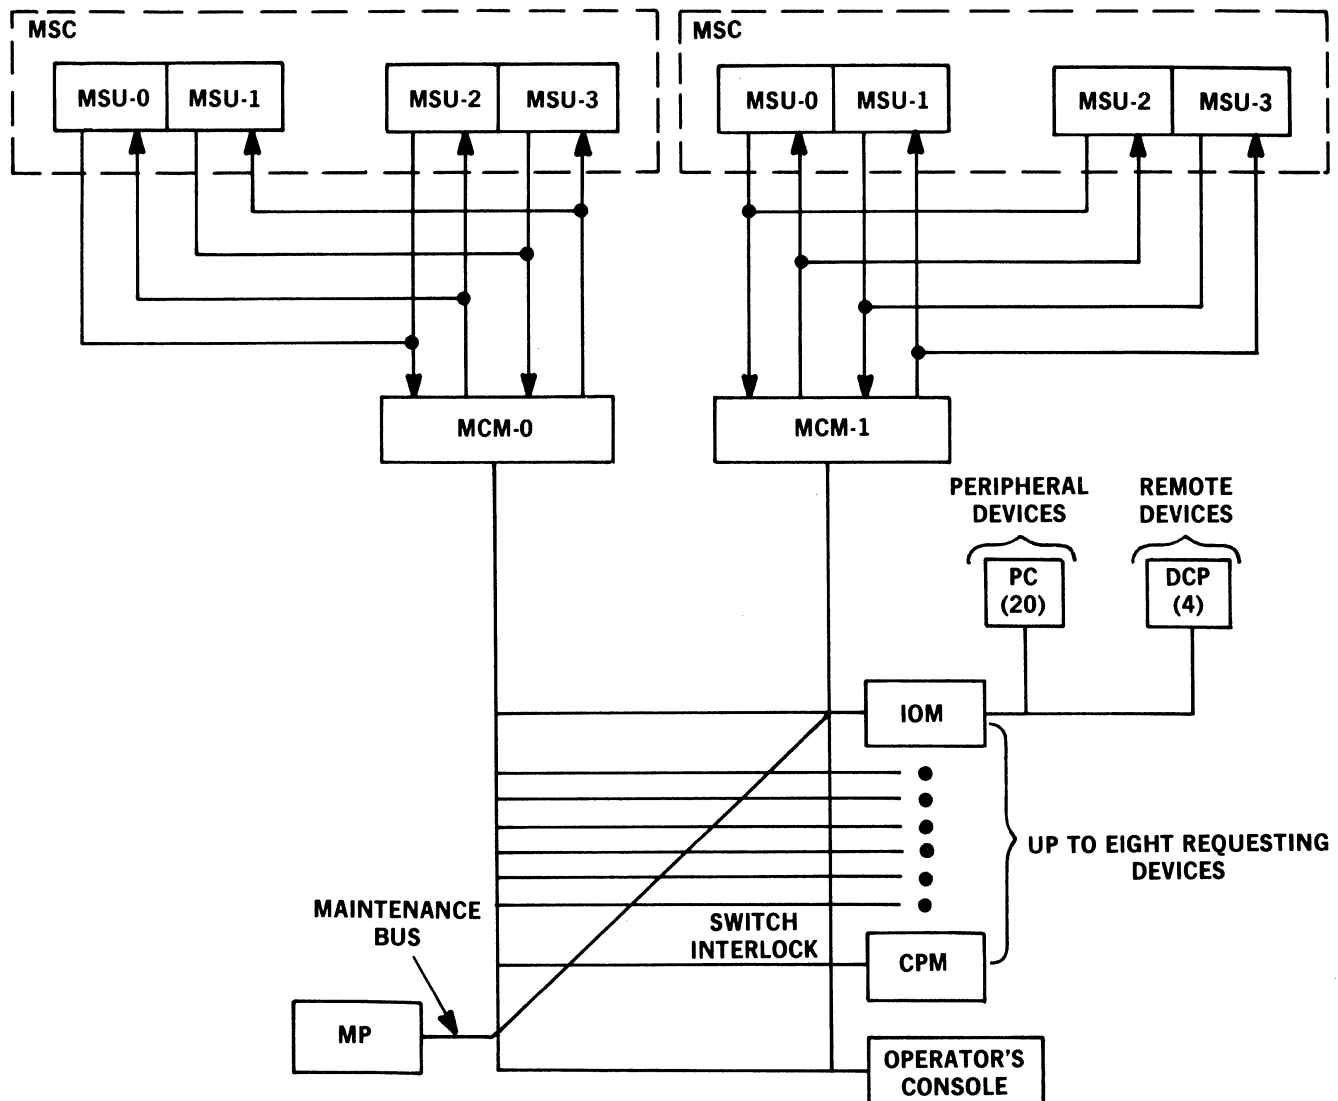 MSC
MSU-0 MSU-1 MSU-2 MSU-3
MSC
MSU-0 MSU-1 MSU-2 MSU-3
MCM-0
MCM-1
PERIPHERAL
DEVICES
REMOTE
DEVICES
PC
(20)
DCP
(4)
IOM
UP TO EIGHT REQUESTING
DEVICES
MAINTENANCE
BUS
SWITCH
INTERLOCK
CPM
MP
OPERATOR'S
CONSOLE